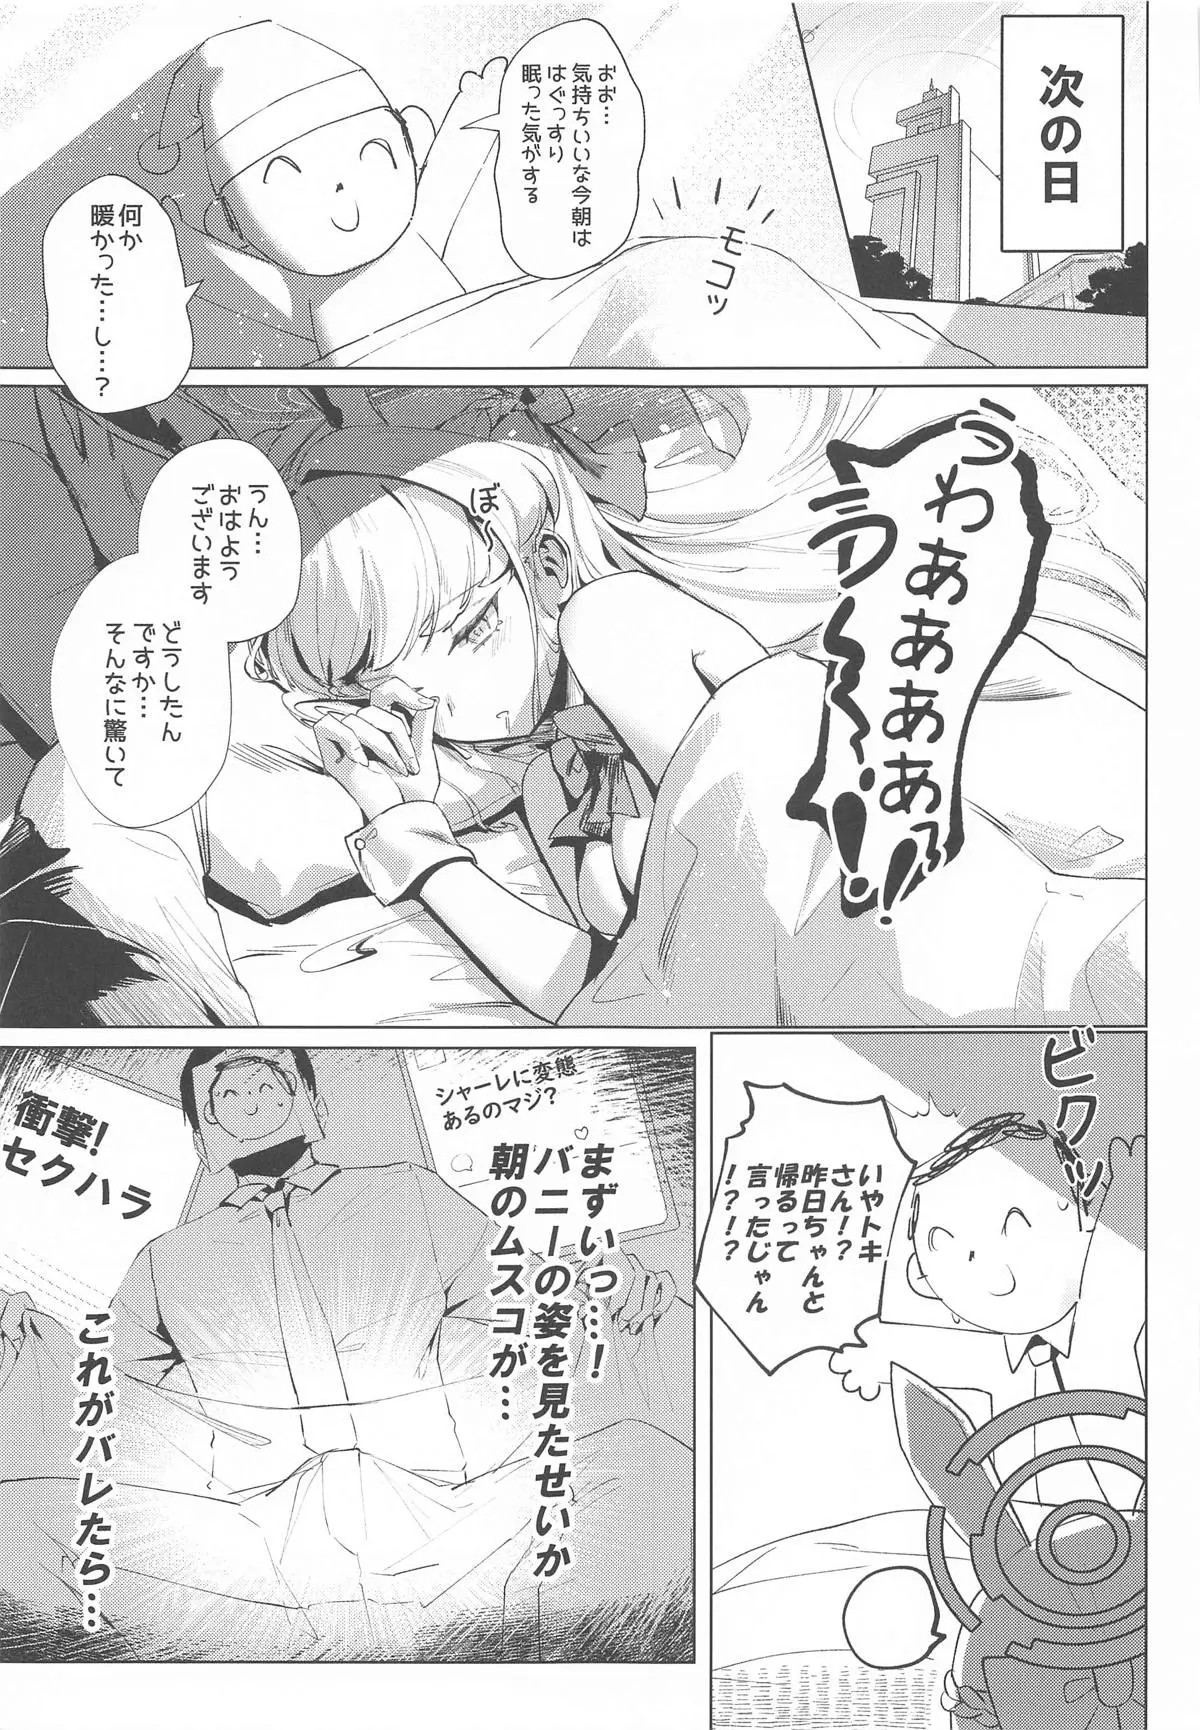 次の日
おお…
気持ちいいな今朝は
はぐっすり
眠った気がする
モコッ
何か
暖かった…し…?
うわああああっ!!
ぼ〜
うん…
おはよう
ございます
どうしたん
ですか…
そんなに驚いて
ビクッ
いやトキ
さん!?
昨日ちゃんと
帰るって
言ったじゃん
!?!?
シャーレに変態
あるのマジ?
衝撃!
セクハラ
まずいっ…!
バニーの姿を見たせいか
朝のムスコが…
これがバレたら…